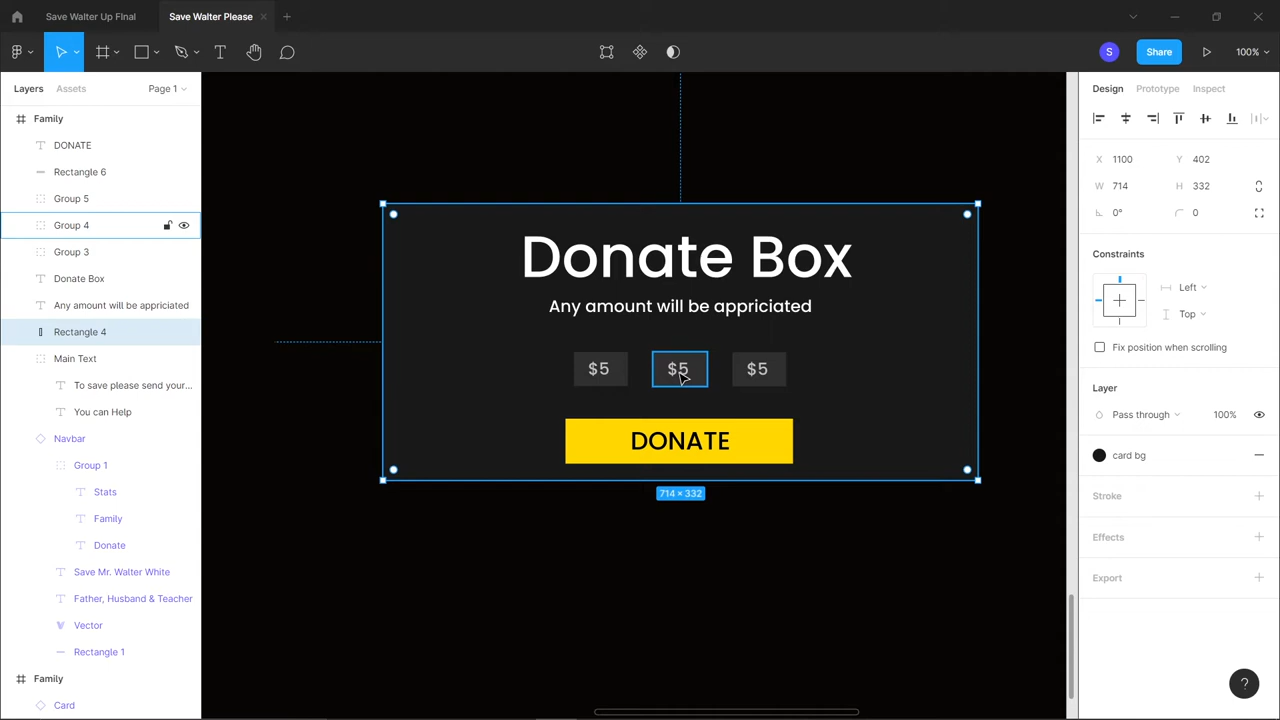 Save Walter Up FInal
Save Walter Please
S
Share
100%
Layers
Assets
Page 1
Family
DONATE
Rectangle 6
Group 5
Group 4
Group 3
Donate Box
Any amount will be appriciated
Rectangle 4
Main Text
To save please send your...
You can Help
Navbar
Group 1
Stats
Family
Donate
Save Mr. Walter White
Father, Husband & Teacher
Vector
Rectangle 1
Family
Card
Donate Box
Any amount will be appriciated
$5 $5 $5
DONATE
714 × 332
Design Prototype Inspect
X 1100 Y 402
W 714 H 332
0° 0
Constraints
Left
Top
Fix position when scrolling
Layer
Pass through 100%
card bg
Stroke
Effects
Export
?